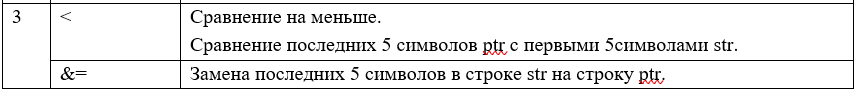 3 < Сравнение на меньше.
Сравнение последних 5 символов ptr с первыми 5символами str.
&= Замена последних 5 символов в строке str на строку ptr.